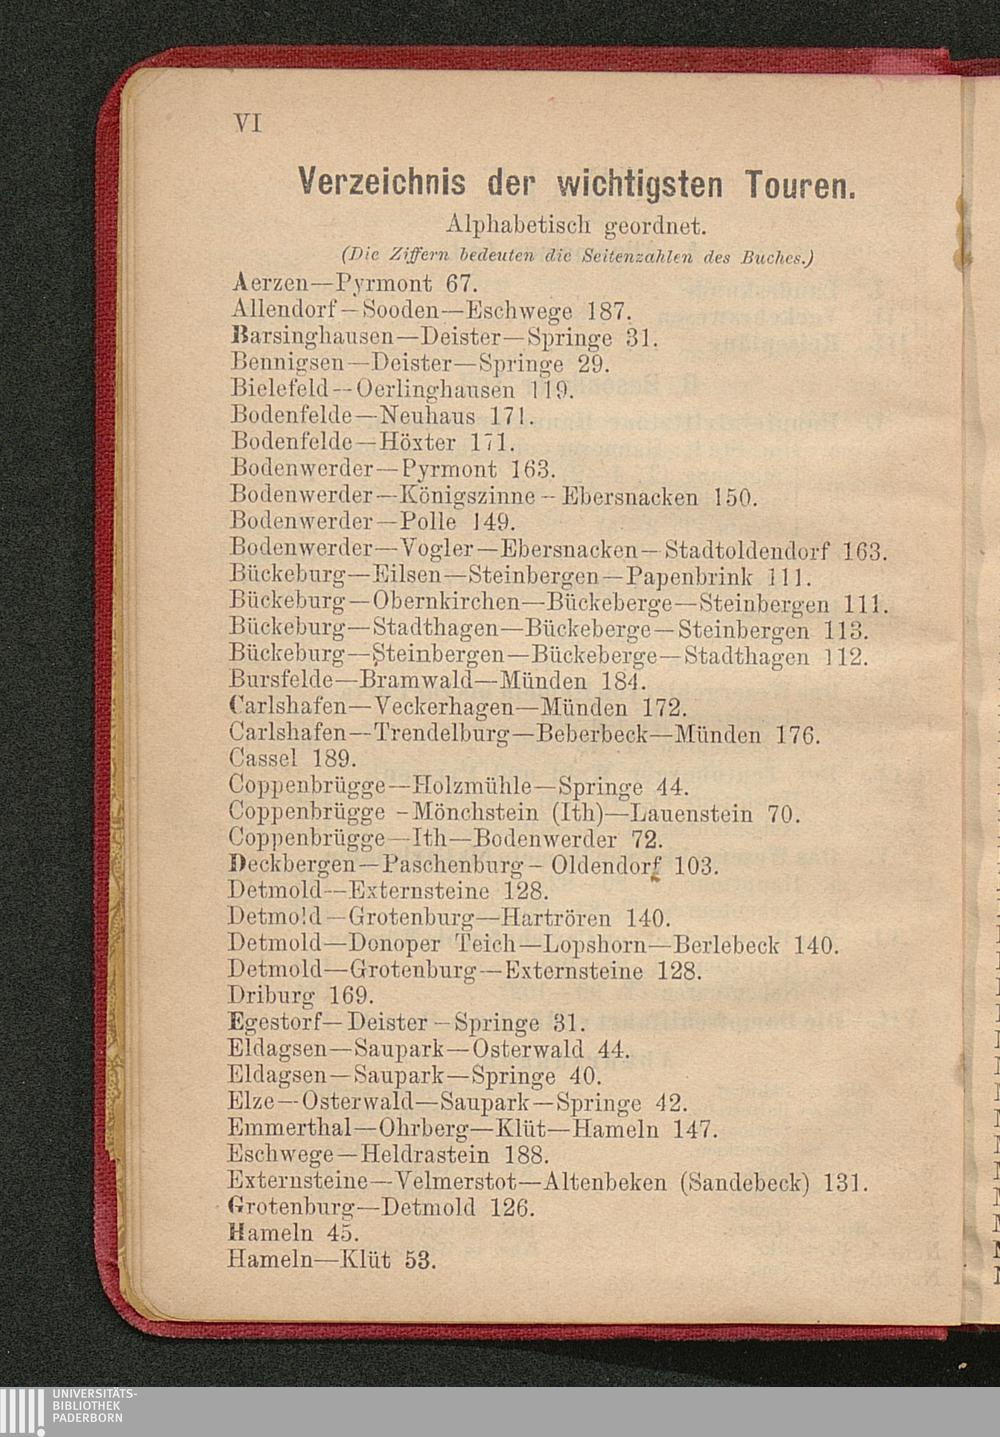 VI
Verzeichnis der wichtigsten Touren.
Alphabetisch geordnet.
(Die Ziffern bedeuten die Seitenzahlen des Buches.)
Aerzen—Pyrmont 67.
Allendorf—Sooden—Eschwege 187.
Barsinghausen—Deister—Springe 31.
Bennigsen—Deister—Springe 29.
Bielefeld—Oerlinghausen 119.
Bodenfelde—Neuhaus 171.
Bodenfelde—Höxter 171.
Bodenwerder—Pyrmont 163.
Bodenwerder—Königszinne—Ebersnacken 150.
Bodenwerder—Polle 149.
Bodenwerder—Vogler—Ebersnacken—Stadtoldendorf 163.
Bückeburg—Eilsen—Steinbergen—Papenbrink 111.
Bückeburg—Obernkirchen—Bückeberge—Steinbergen 111.
Bückeburg—Stadthagen—Bückeberge—Steinbergen 113.
Bückeburg—Steinbergen—Bückeberge—Stadthagen 112.
Bursfelde—Bramwald—Münden 184.
Carlshafen—Veckerhagen—Münden 172.
Carlshafen—Trendelburg—Beberbeck—Münden 176.
Cassel 189.
Coppenbrügge—Holzmühle—Springe 44.
Coppenbrügge-Mönchstein (Ith)—Lauenstein 70.
Coppenbrügge—Ith—Bodenwerder 72.
Deckbergen—Paschenburg—Oldendorf 103.
Detmold—Externsteine 128.
Detmold—Grotenburg—Hartrören 140.
Detmold—Donoper Teich—Lopshorn—Berlebeck 140.
Detmold—Grotenburg—Externsteine 128.
Driburg 169.
Egestorf—Deister—Springe 31.
Eldagsen—Saupark—Osterwald 44.
Eldagsen—Saupark—Springe 40.
Elze—Osterwald—Saupark—Springe 42.
Emmerthal—Ohrberg—Klüt—Hameln 147.
Eschwege—Heldrastein 188.
Externsteine—Velmerstot—Altenbeken (Sandebeck) 131.
Grotenburg—Detmold 126.
Hameln 45.
Hameln—Klüt 53.
UNIVERSITÄTS-
BIBLIOTHEK
PADERBORN